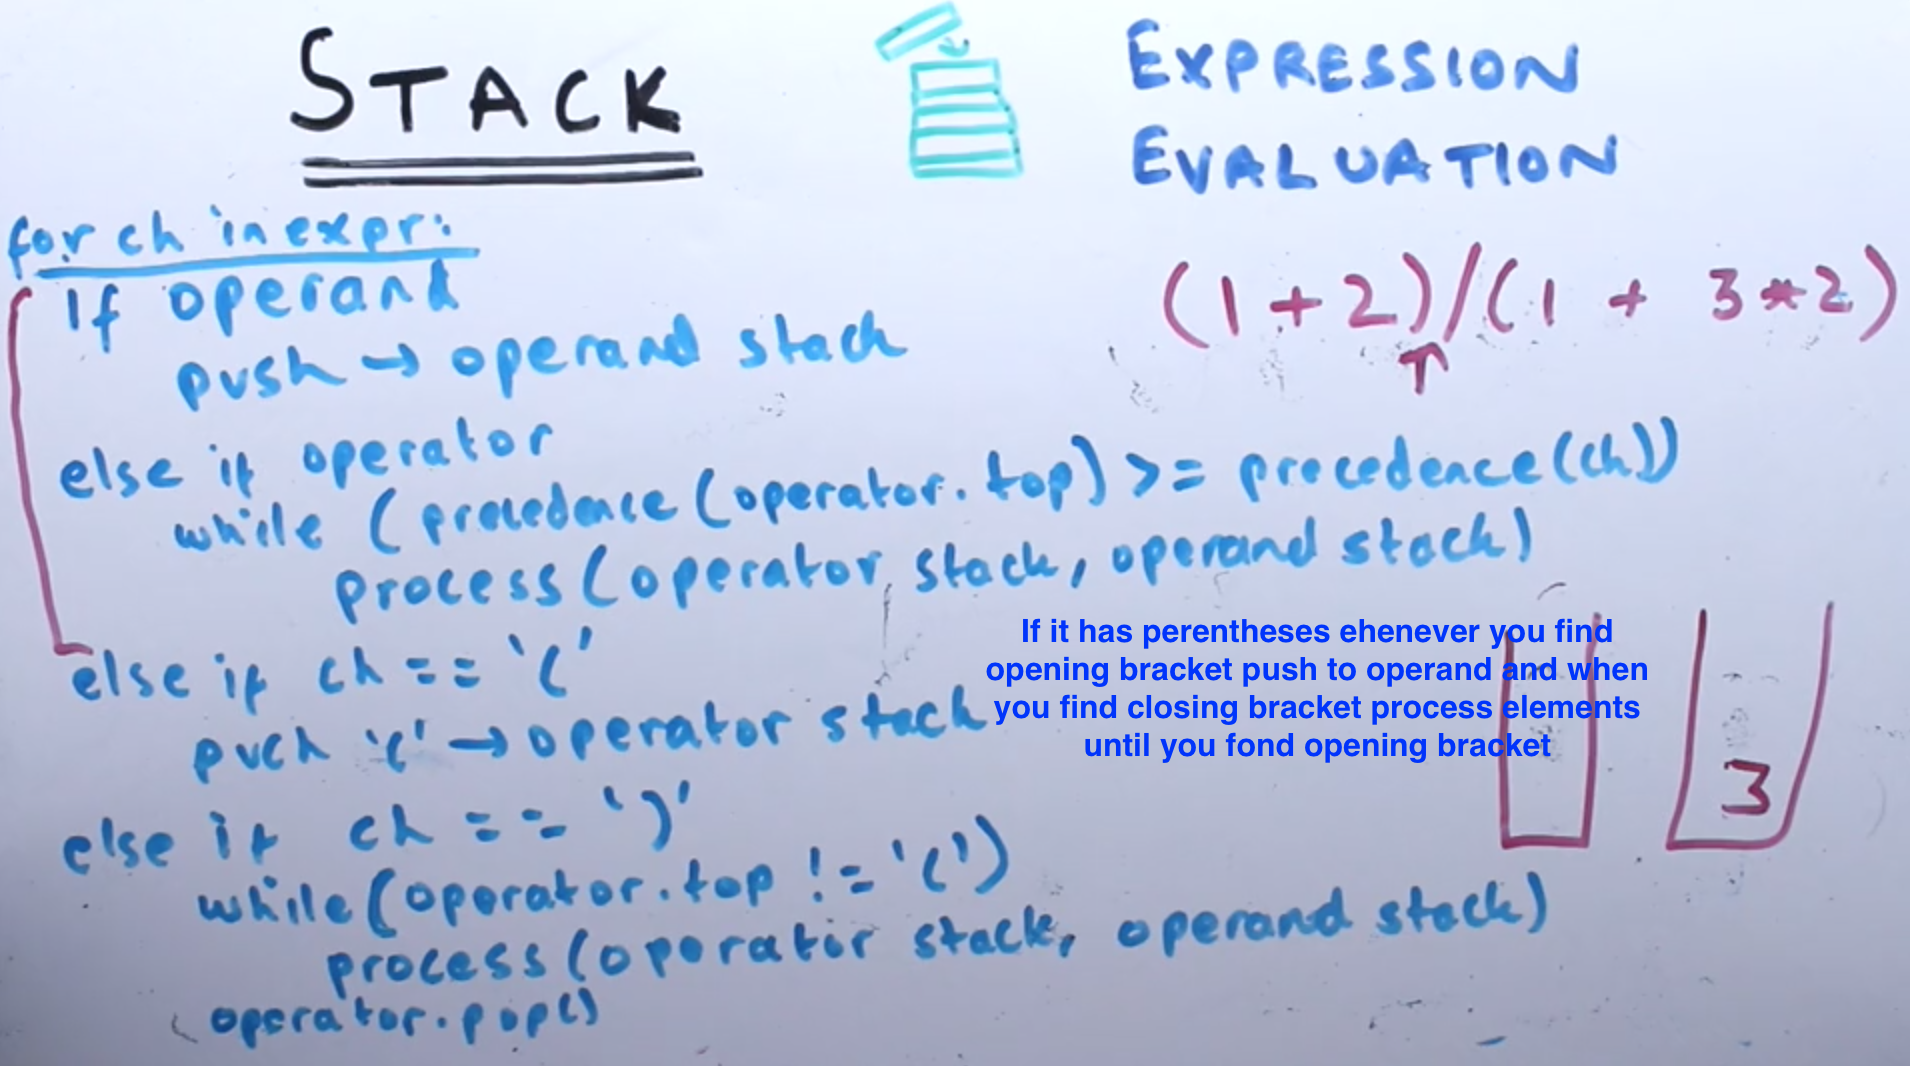 STACK
EXPRESSION
EVALUATION
for ch in expr:
If operand
push → operand stack
else if operator
while (precedence (operator.top) >= precedence(ch))
process (operator stack, operand stack)
else if ch == '('
push '(' → operator stack
else if ch == ')'
while (operator.top != '(')
process (operator stack, operand stack)
operator.pop()
(1 + 2)/(1 + 3*2)
If it has perentheses ehenever you find
opening bracket push to operand and when
you find closing bracket process elements
until you fond opening bracket
3